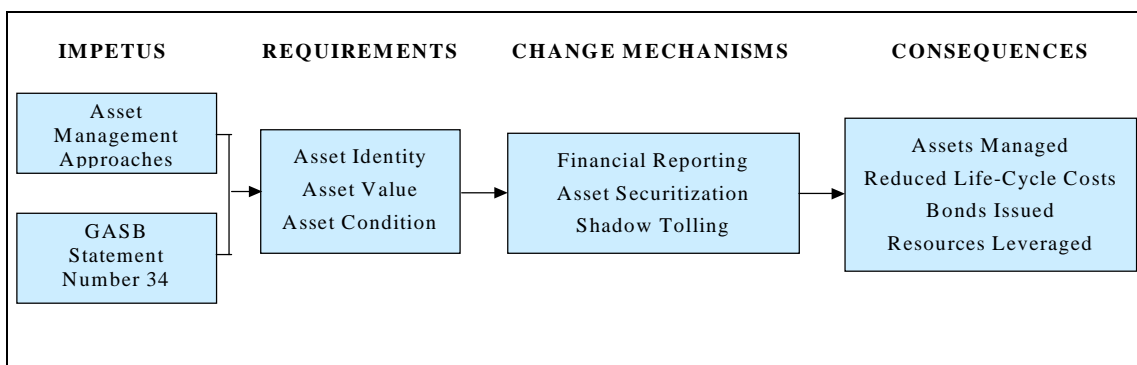 IMPETUS
REQUIREMENTS
CHANGE MECHANISMS
CONSEQUENCES
Asset
Management
Approaches
GASB
Statement
Number 34
Asset Identity
Asset Value
Asset Condition
Financial Reporting
Asset Securitization
Shadow Tolling
Assets Managed
Reduced Life-Cycle Costs
Bonds Issued
Resources Leveraged